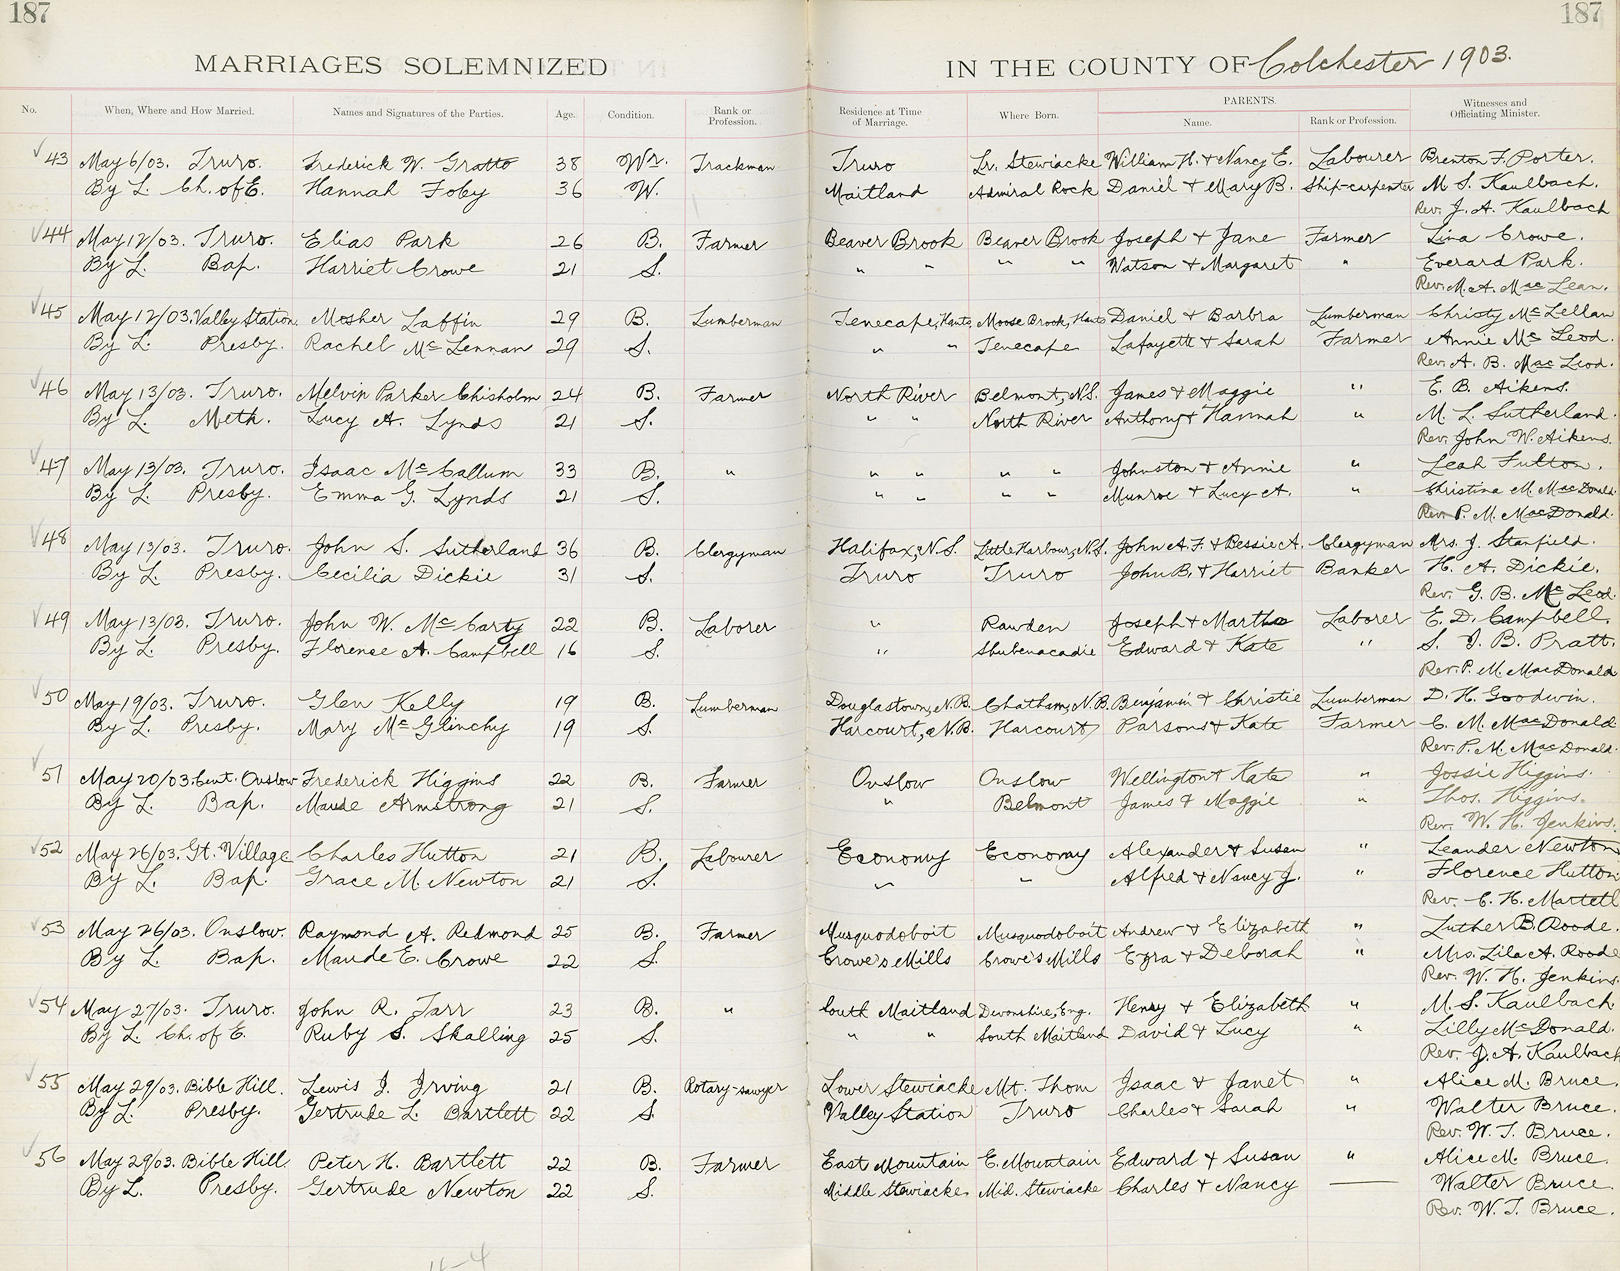 187 187
MARRIAGES SOLEMNIZED IN THE COUNTY OF Colchester 1903.
No. When, Where and How Married. Names and Signatures of the Parties. Age. Condition. Rank or Profession. Residence at Time of Marriage. Where Born. PARENTS. Name. Rank or Profession. Witnesses and Officiating Minister.
43 May 6/03. Truro. Frederick W. Gratto 38 Wr. Trackman Truro Lr. Stewiacke William H. & Nancy E. Labourer Brenton F. Porter.
By L. Ch. of E. Hannah Foley 36 W. Maitland Admiral Rock Daniel & Mary B. Ship-carpenter M. S. Kaulbach.
Rev. J. A. Kaulbach
44 May 12/03. Truro. Elias Park 26 B. Farmer Beaver Brook Beaver Brook Joseph & Jane Farmer Lina Crowe.
By L. Bap. Harriet Crowe 21 S. " " " " Watson & Margaret " Everard Park.
Rev. M. A. MacLean.
45 May 12/03. Valley Station. Mosher Laffin 29 B. Lumberman Tenecape, Hants Moose Brook, Hants Daniel & Barbra Lumberman Christy McLellan
By L. Presby. Rachel McLennan 29 S. " " Tenecape Lafayett & Sarah Farmer Annie McLeod.
Rev. A. B. MacLeod.
46 May 13/03. Truro. Melvin Parker Chisholm 24 B. Farmer North River Belmont, N.S. James & Maggie " E. B. Aikens.
By L. Meth. Lucy A. Lynds 21 S. " " North River Anthony & Hannah " M. L. Sutherland.
Rev. John W. Aikens.
47 May 13/03. Truro. Isaac McCallum 33 B. " " " " " Johnston & Annie " Leah Fulton.
By L. Presby. Emma G. Lynds 21 S. " " " " Munroe & Lucy A. " Christina M. MacDonald
Rev. P. M. MacDonald.
48 May 13/03. Truro. John S. Sutherland 36 B. Clergyman Halifax, N.S. Little Harbour, N.S. John A. F. & Bessie A. Clergyman Mrs. J. Stanfield.
By L. Presby. Cecilia Dickie 31 S. Truro Truro John B. & Harriet Banker H. A. Dickie.
Rev. G. B. McLeod.
49 May 13/03. Truro. John W. McCarty 22 B. Laborer " Rawden Joseph & Martha Laborer E. D. Campbell.
By L. Presby. Florence A. Campbell 16 S. " Shubenacadie Edward & Kate " S. J. B. Pratt.
Rev. P. M. MacDonald
50 May 19/03. Truro. Glen Kelly 19 B. Lumberman Douglastown, N.B. Chatham, N.B. Benjamin & Christie Lumberman D. H. Goodwin.
By L. Presby. Mary McGlinchy 19 S. Harcourt, N.B. Harcourt Parsons & Kate Farmer C. M. MacDonald
Rev. P. M. MacDonald.
51 May 20/03. Cent. Onslow Frederick Higgins 22 B. Farmer Onslow Onslow Wellington & Kate " Jossie Higgins.
By L. Bap. Maude Armstrong 21 S. " Belmont James & Maggie " Thos. Higgins.
Rev. W. H. Jenkins.
52 May 26/03. Gt. Village Charles Hutton 21 B. Labourer Economy Economy Alexander & Susan " Leander Newton
By L. Bap. Grace M. Newton 21 S. " " Alfred & Nancy J. " Florence Hutton
Rev. C. H. Martell
53 May 26/03. Onslow. Raymond A. Redmond 25 B. Farmer Musquodoboit Musquodoboit Andrew & Elizabeth " Luther B. Roode.
By L. Bap. Maude E. Crowe 22 S. Crowe's Mills Crowe's Mills Ezra & Deborah " Mrs. Lila A. Roode
Rev. W. H. Jenkins.
54 May 27/03. Truro. John R. Tarr 23 B. " South Maitland Devonshire, Eng. Henry & Elizabeth " M. S. Kaulbach.
By L. Ch. of E. Ruby S. Skalling 25 S. " " South Maitland David & Lucy " Lilly McDonald.
Rev. J. A. Kaulbach
55 May 29/03. Bible Hill. Lewis J. Irving 21 B. Rotary-sawyer Lower Stewiacke Mt. Thom Isaac & Janet " Alice M. Bruce.
By L. Presby. Gertrude L. Bartlett 22 S. Valley Station Truro Charles & Sarah " Walter Bruce.
Rev. W. T. Bruce.
56 May 29/03. Bible Hill. Peter H. Bartlett 22 B. Farmer East Mountain E. Mountain Edward & Susan " Alice M. Bruce.
By L. Presby. Gertrude Newton 22 S. Middle Stewiacke. Mid. Stewiacke Charles & Nancy — Walter Bruce.
Rev. W. T. Bruce.